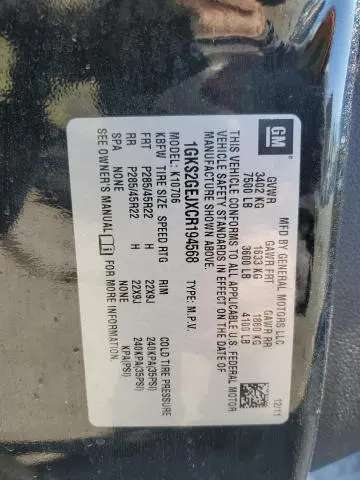 GM
MFD BY GENERAL MOTORS LLC 12/11
GVWR GAWR FRT GAWR RR
3402 KG 1633 KG 1860 KG
7500 LB 3600 LB 4100 LB
THIS VEHICLE CONFORMS TO ALL APPLICABLE U.S. FEDERAL MOTOR
VEHICLE SAFETY STANDARDS IN EFFECT ON THE DATE OF
MANUFACTURE SHOWN ABOVE.
1GKS2GEJXCR194568 TYPE: M.P.V.
MODEL: K10706
KBFW TIRE SIZE SPEED RTG RIM COLD TIRE PRESSURE
FRT P285/45R22 H 22X9J 240KPA(35PSI)
RR P285/45R22 H 22X9J 240KPA(35PSI)
SPA NONE NONE KPA(PSI)
SEE OWNER'S MANUAL FOR MORE INFORMATION.